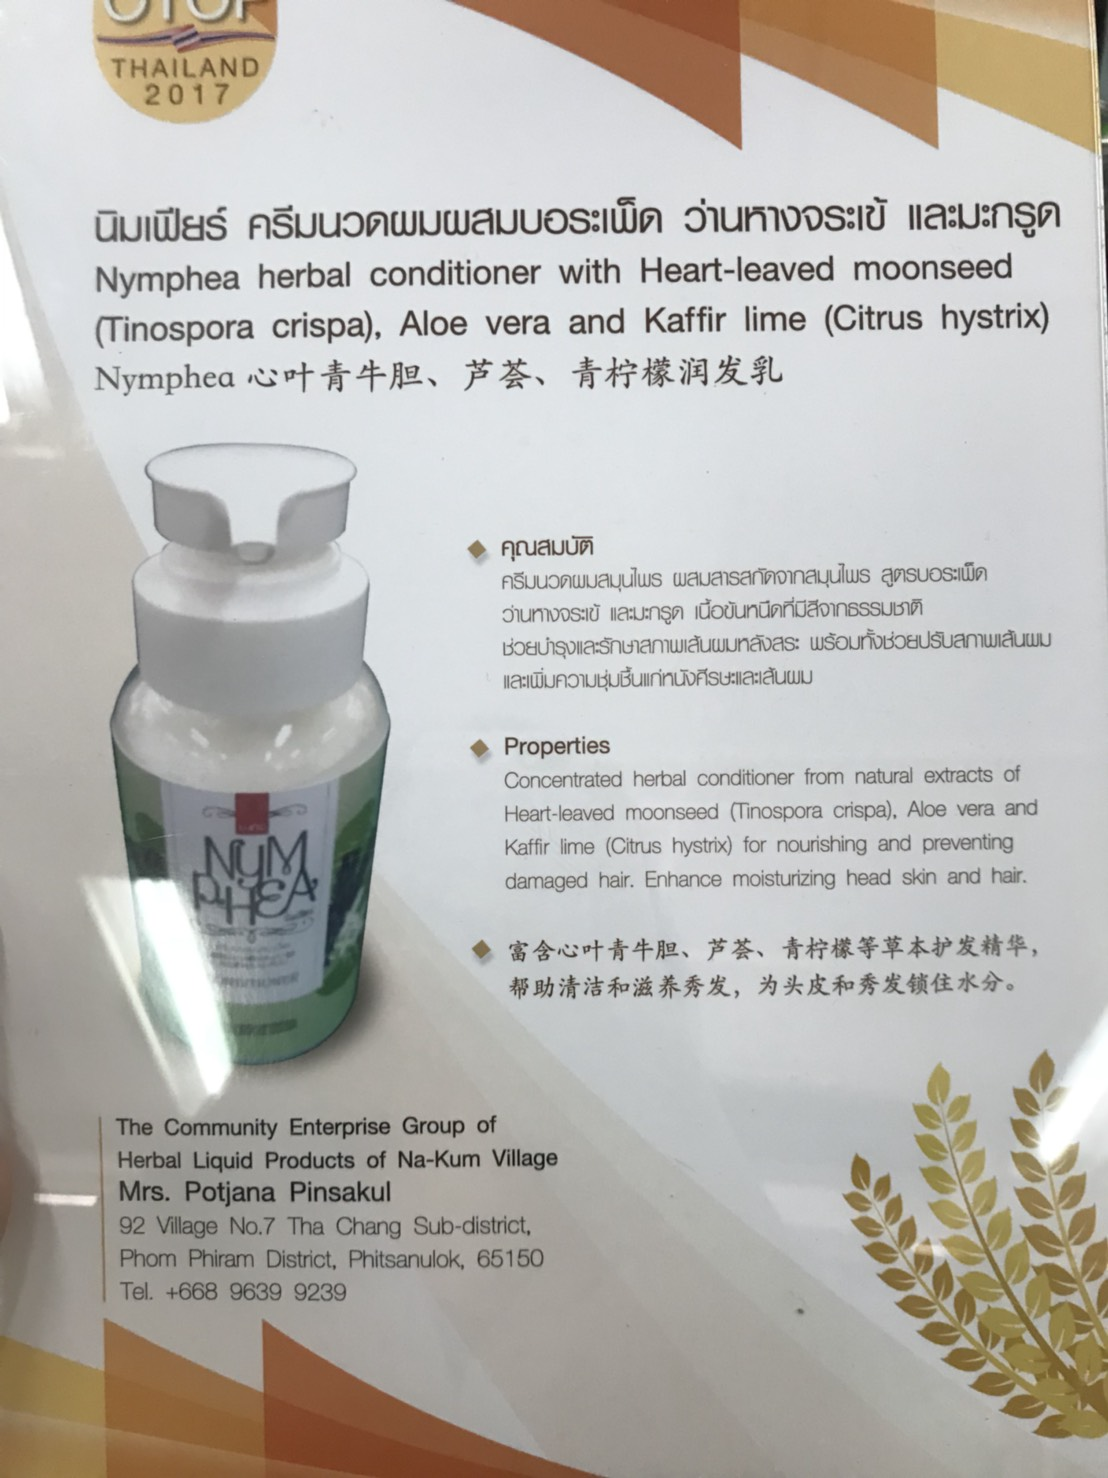 OTOP
THAILAND
2017
นิมเฟียร์ ครีมนวดผมผสมบอระเพ็ด ว่านหางจระเข้ และมะกรูด
Nymphea herbal conditioner with Heart-leaved moonseed
(Tinospora crispa), Aloe vera and Kaffir lime (Citrus hystrix)
Nymphea 心叶青牛胆、芦荟、青柠檬润发乳
คุณสมบัติ
ครีมนวดผมสมุนไพร ผสมสารสกัดจากสมุนไพร สูตรบอระเพ็ด
ว่านหางจระเข้ และมะกรูด เนื้อข้นหนืดที่มีสีจากธรรมชาติ
ช่วยบำรุงและรักษาสภาพเส้นผมหลังสระ พร้อมทั้งช่วยปรับสภาพเส้นผม
และเพิ่มความชุ่มชื้นแก่หนังศีรษะและเส้นผม
Properties
Concentrated herbal conditioner from natural extracts of
Heart-leaved moonseed (Tinospora crispa), Aloe vera and
Kaffir lime (Citrus hystrix) for nourishing and preventing
damaged hair. Enhance moisturizing head skin and hair.
富含心叶青牛胆、芦荟、青柠檬等草本护发精华，
帮助清洁和滋养秀发，为头皮和秀发锁住水分。
NYM
PHEA
CONDITIONER
The Community Enterprise Group of
Herbal Liquid Products of Na-Kum Village
Mrs. Potjana Pinsakul
92 Village No.7 Tha Chang Sub-district,
Phom Phiram District, Phitsanulok, 65150
Tel. +668 9639 9239